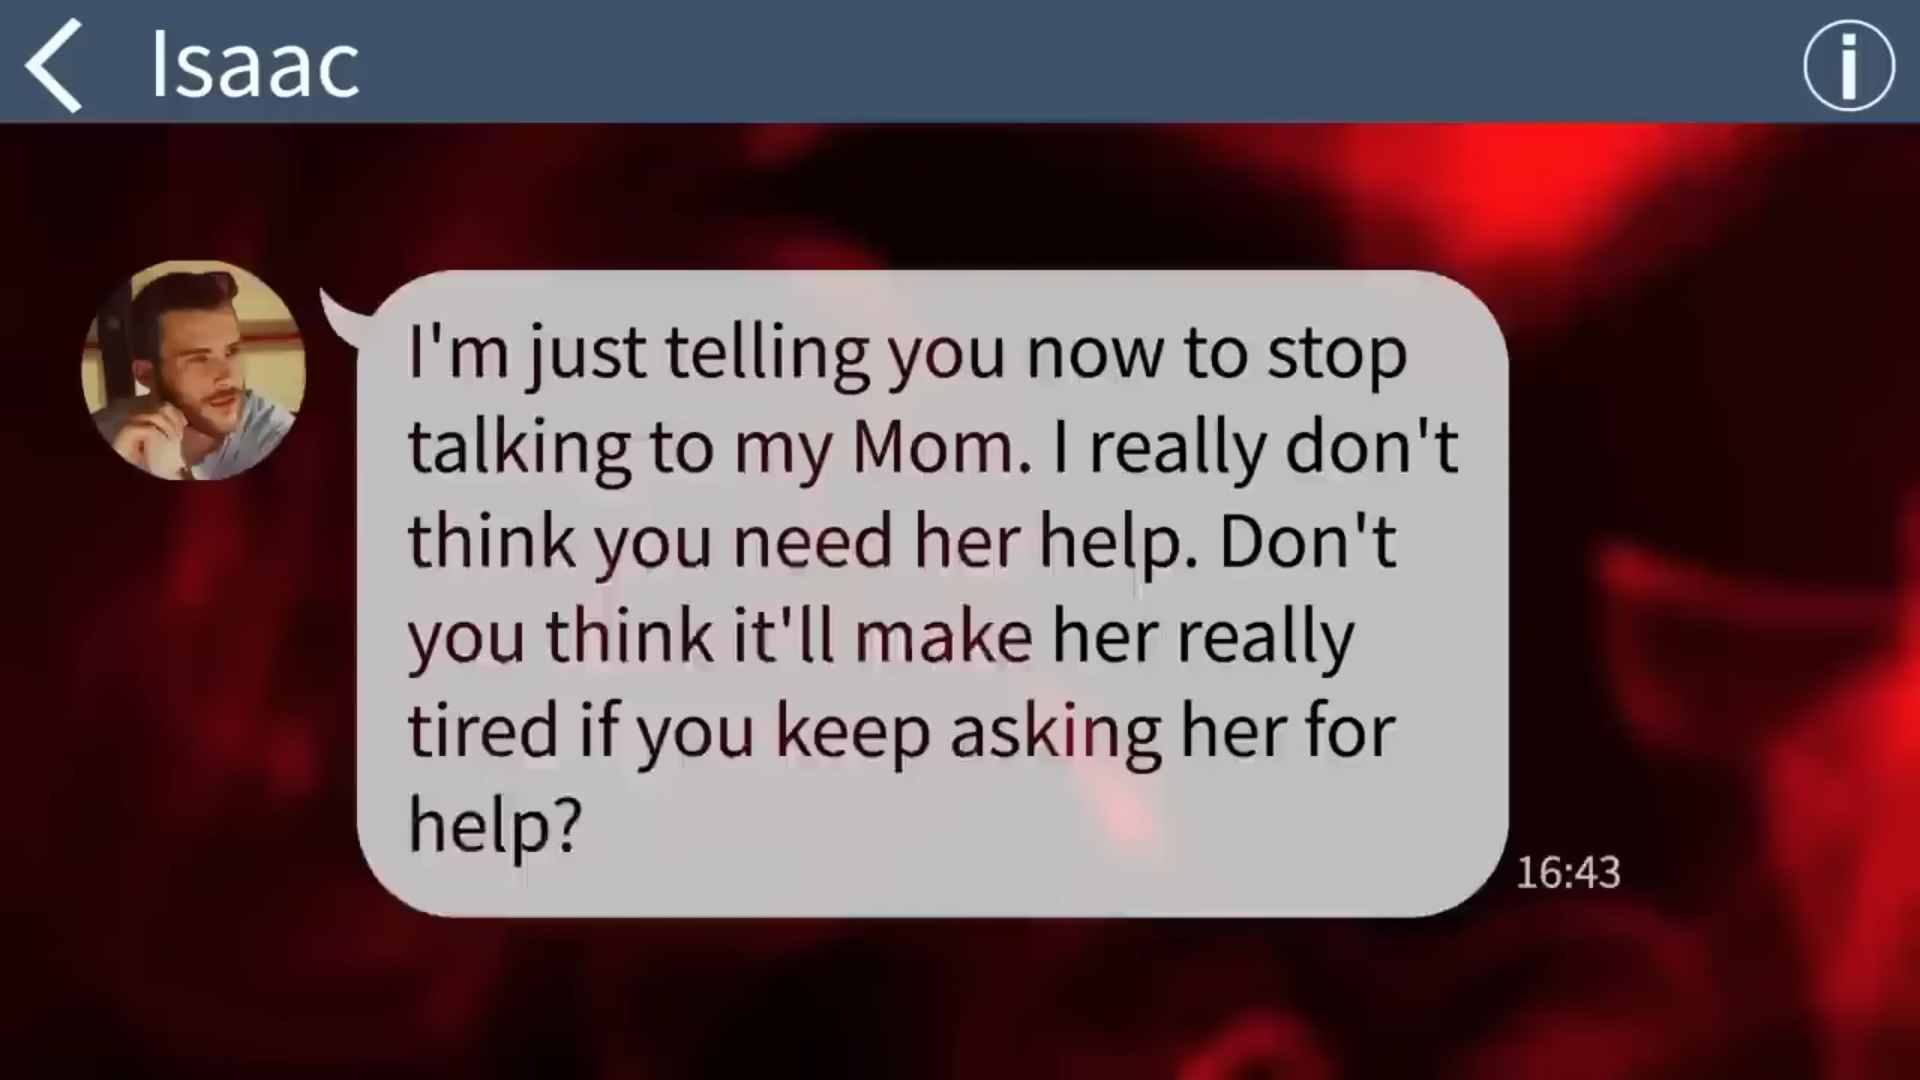 Isaac
I'm just telling you now to stop
talking to my Mom. I really don't
think you need her help. Don't
you think it'll make her really
tired if you keep asking her for
help?
16:43